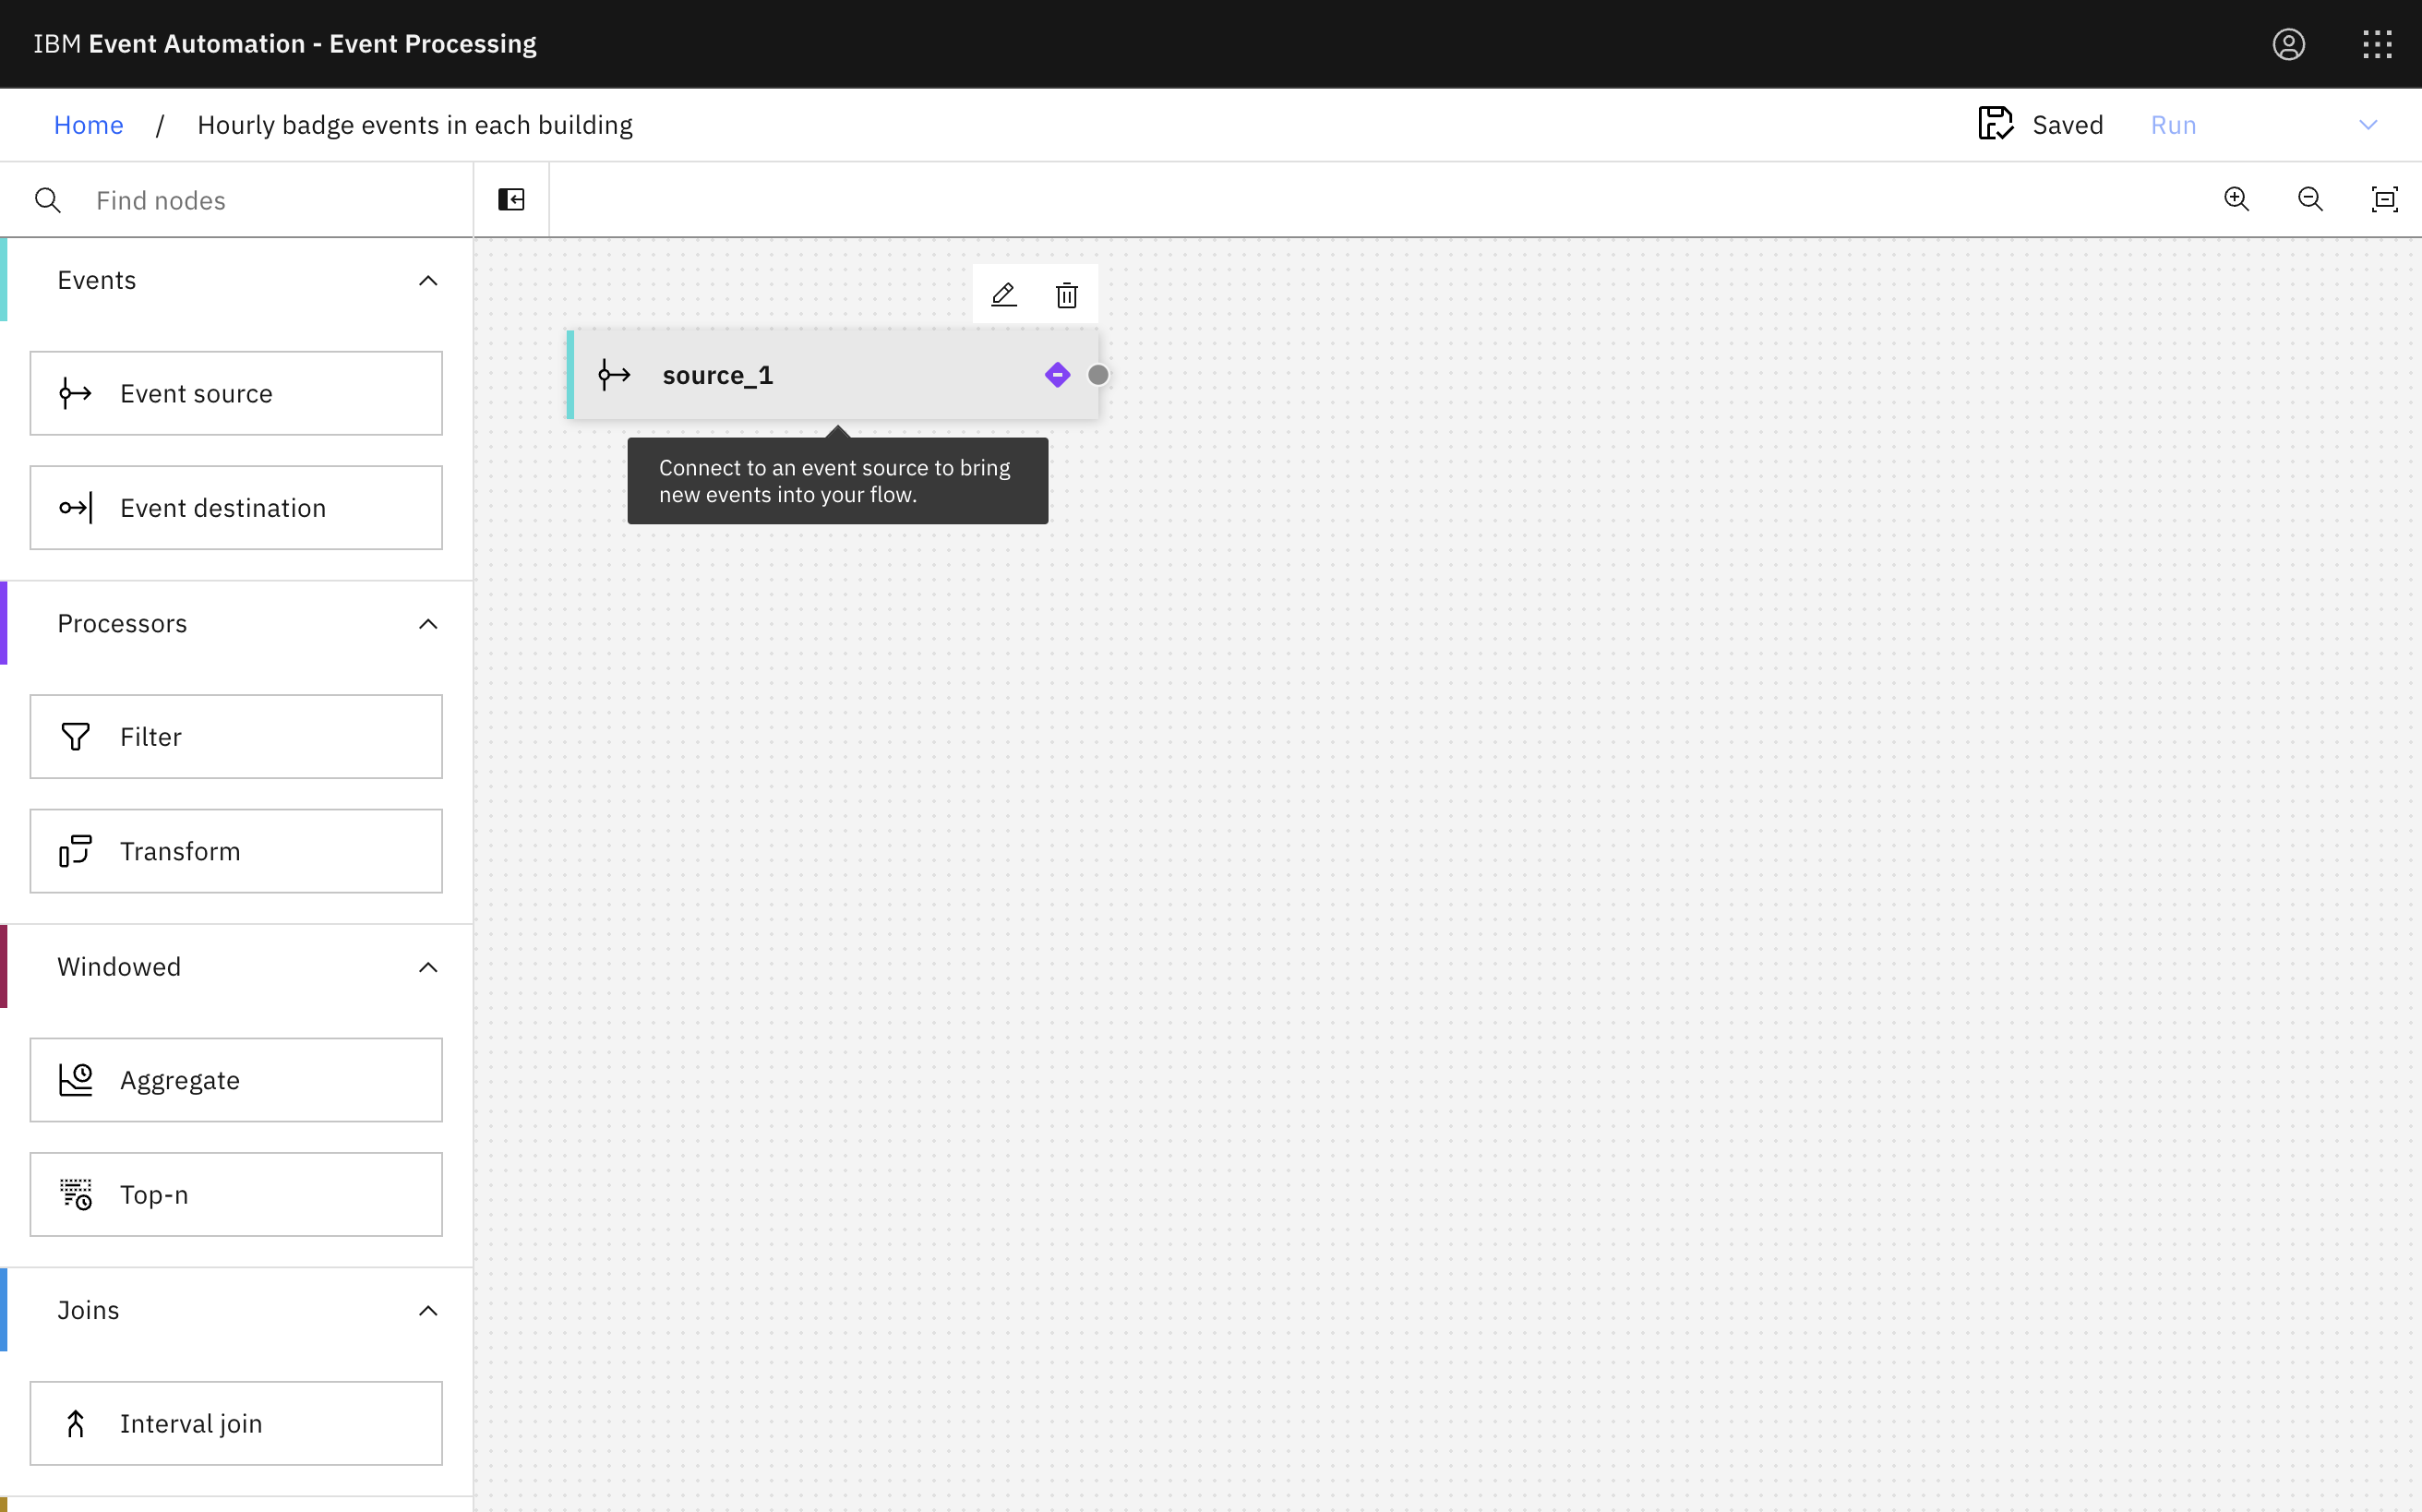 IBM Event Automation - Event Processing
Home / Hourly badge events in each building
Saved
Run
Find nodes
Events
Event source
Event destination
Processors
Filter
Transform
Windowed
Aggregate
Top-n
Joins
Interval join
source_1
Connect to an event source to bring
new events into your flow.